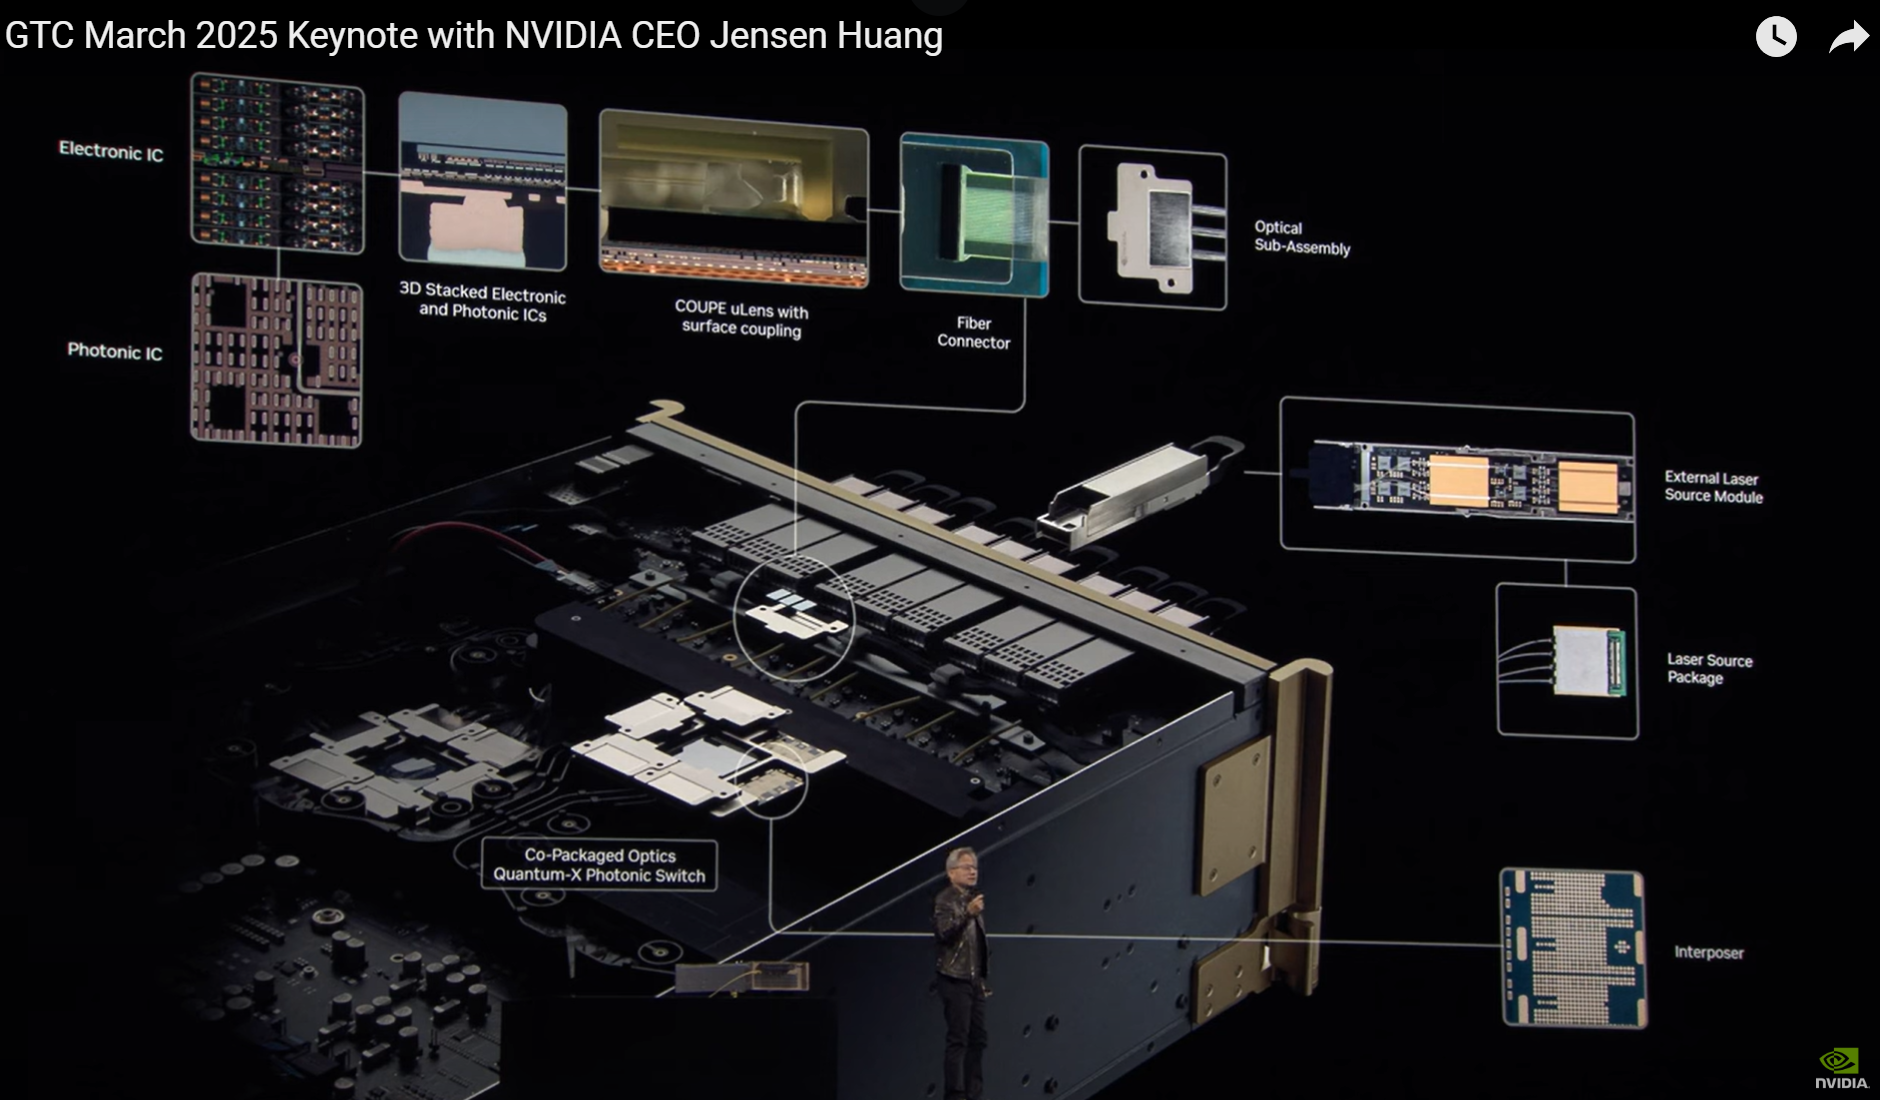 GTC March 2025 Keynote with NVIDIA CEO Jensen Huang
Electronic IC
Photonic IC
3D Stacked Electronic
and Photonic ICs
COUPE uLens with
surface coupling
Fiber
Connector
Optical
Sub-Assembly
External Laser
Source Module
Laser Source
Package
Co-Packaged Optics
Quantum-X Photonic Switch
Interposer
NVIDIA